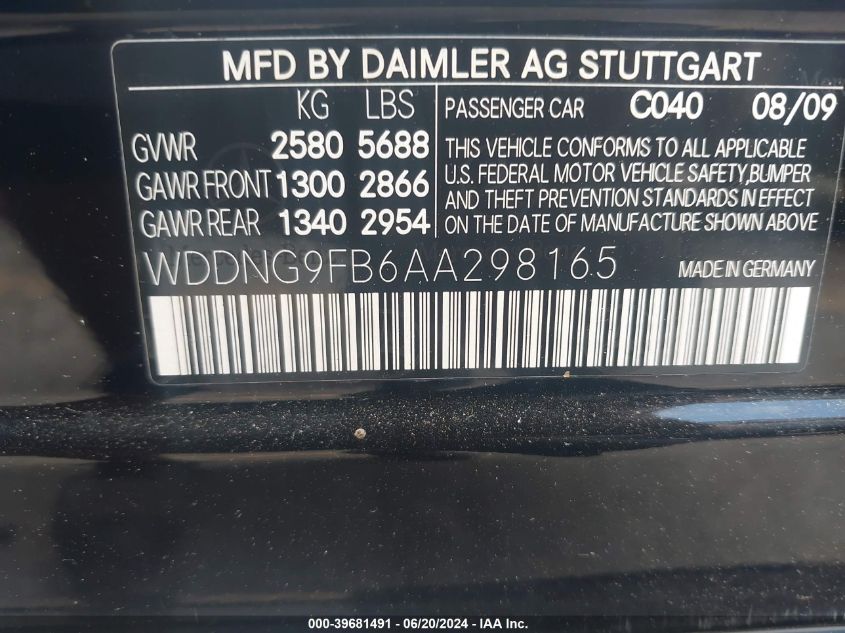 MFD BY DAIMLER AG STUTTGART
KG LBS
GVWR 2580 5688
GAWR FRONT 1300 2866
GAWR REAR 1340 2954
PASSENGER CAR C040 08/09
THIS VEHICLE CONFORMS TO ALL APPLICABLE
U.S. FEDERAL MOTOR VEHICLE SAFETY, BUMPER
AND THEFT PREVENTION STANDARDS IN EFFECT
ON THE DATE OF MANUFACTURE SHOWN ABOVE
WDDNG9FB6AA298165 MADE IN GERMANY
000-39681491 - 06/20/2024 - IAA Inc.